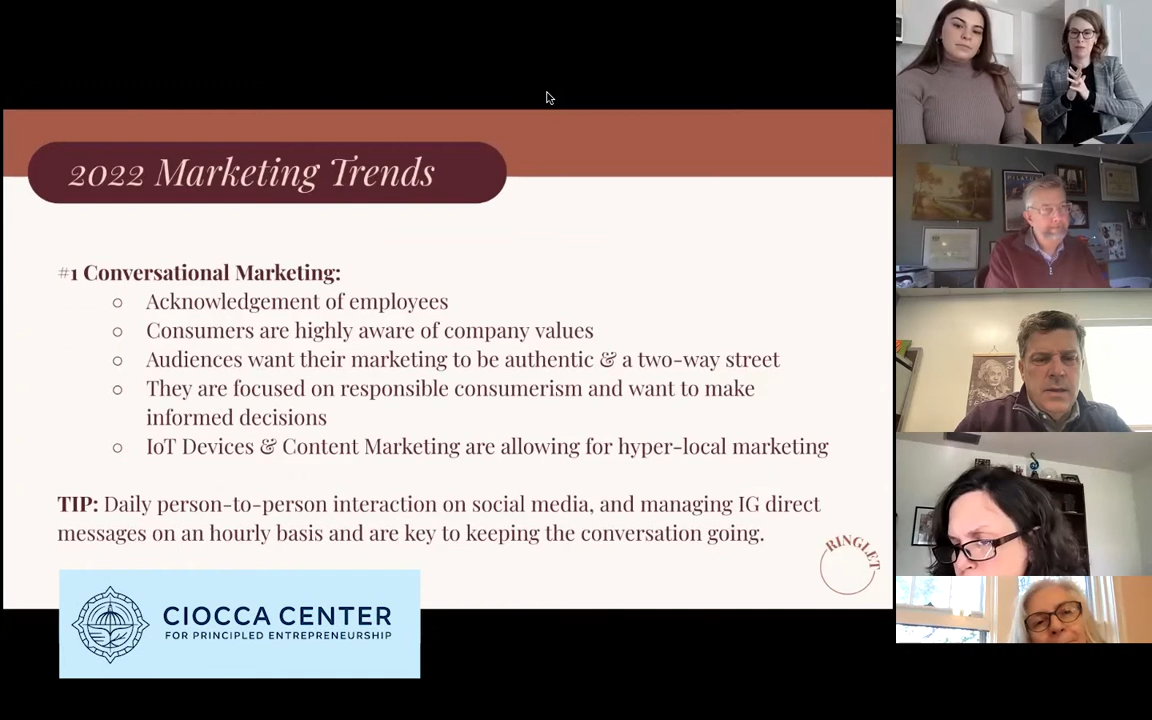 2022 Marketing Trends
#1 Conversational Marketing:
Acknowledgement of employees
Consumers are highly aware of company values
Audiences want their marketing to be authentic & a two-way street
They are focused on responsible consumerism and want to make
informed decisions
IoT Devices & Content Marketing are allowing for hyper-local marketing
TIP: Daily person-to-person interaction on social media, and managing IG direct
messages on an hourly basis and are key to keeping the conversation going.
RINGLET
CIOCCA CENTER
FOR PRINCIPLED ENTREPRENEURSHIP